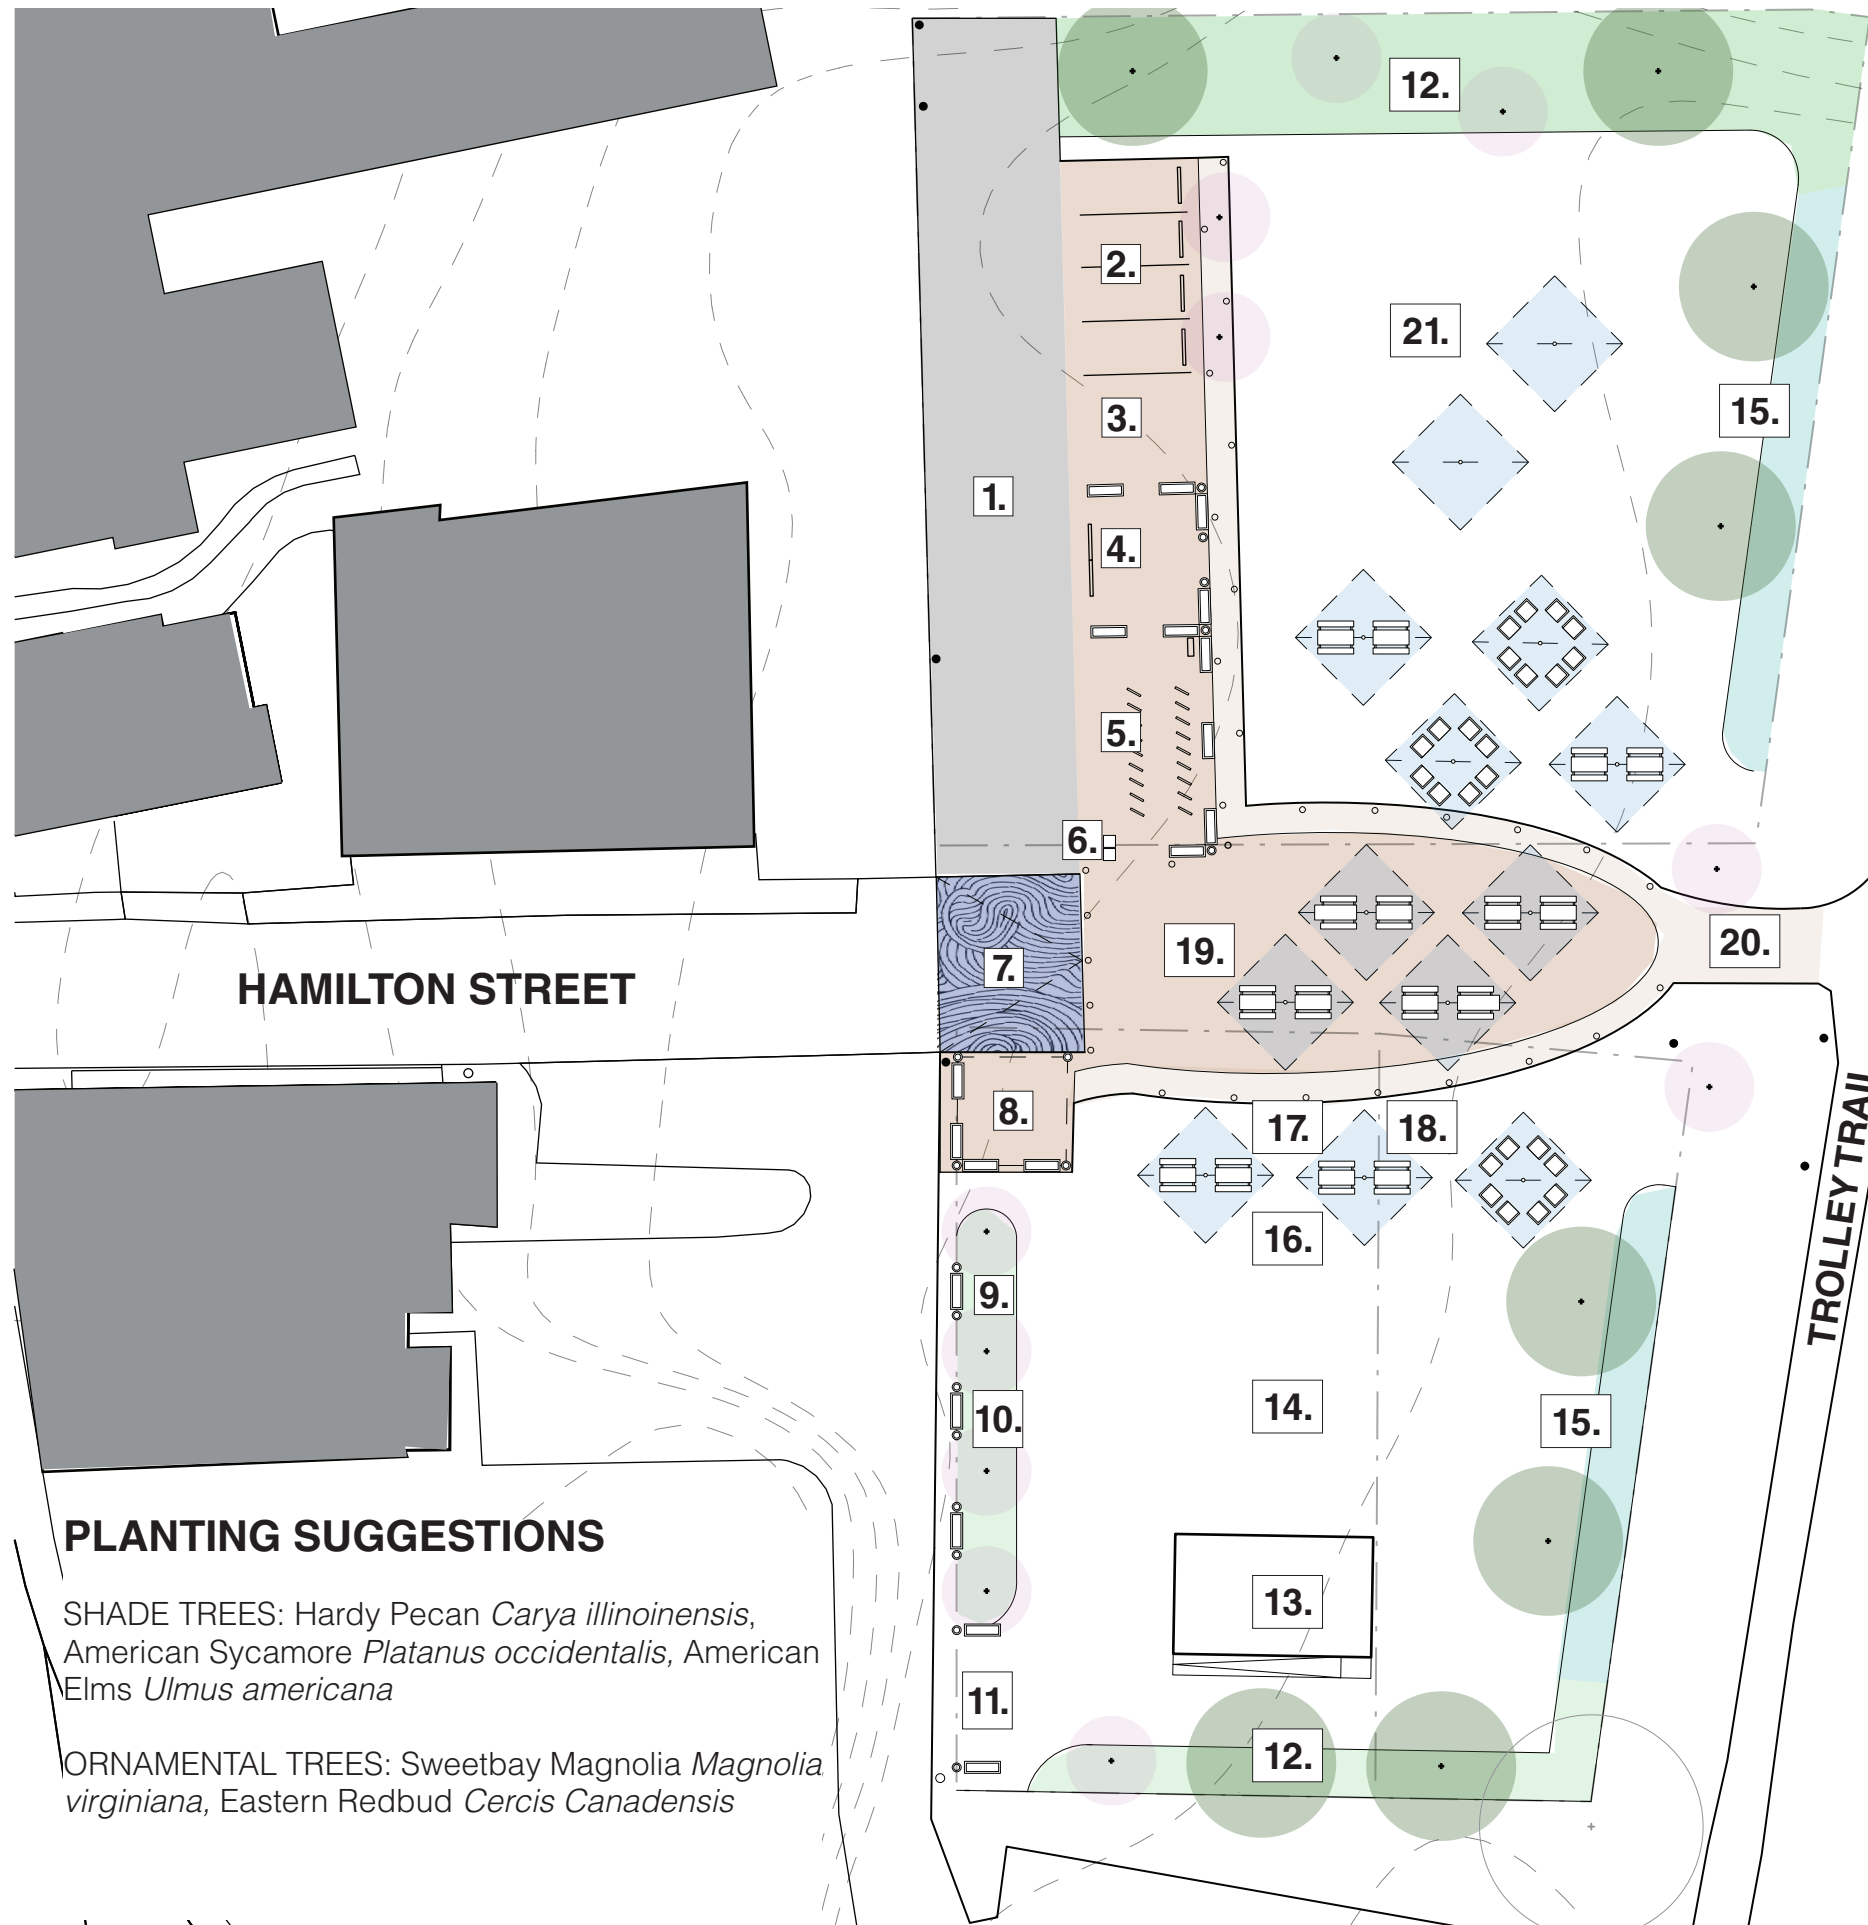 12.
2.
21.
3.
15.
1.
4.
5.
6.
19.
20.
7.
HAMILTON STREET
8.
17.
18.
TROLLEY TRAIL
16.
9.
14.
10.
15.
PLANTING SUGGESTIONS
13.
SHADE TREES: Hardy Pecan Carya illinoinensis,
American Sycamore Platanus occidentalis, American
Elms Ulmus americana
11.
12.
ORNAMENTAL TREES: Sweetbay Magnolia Magnolia
virginiana, Eastern Redbud Cercis Canadensis